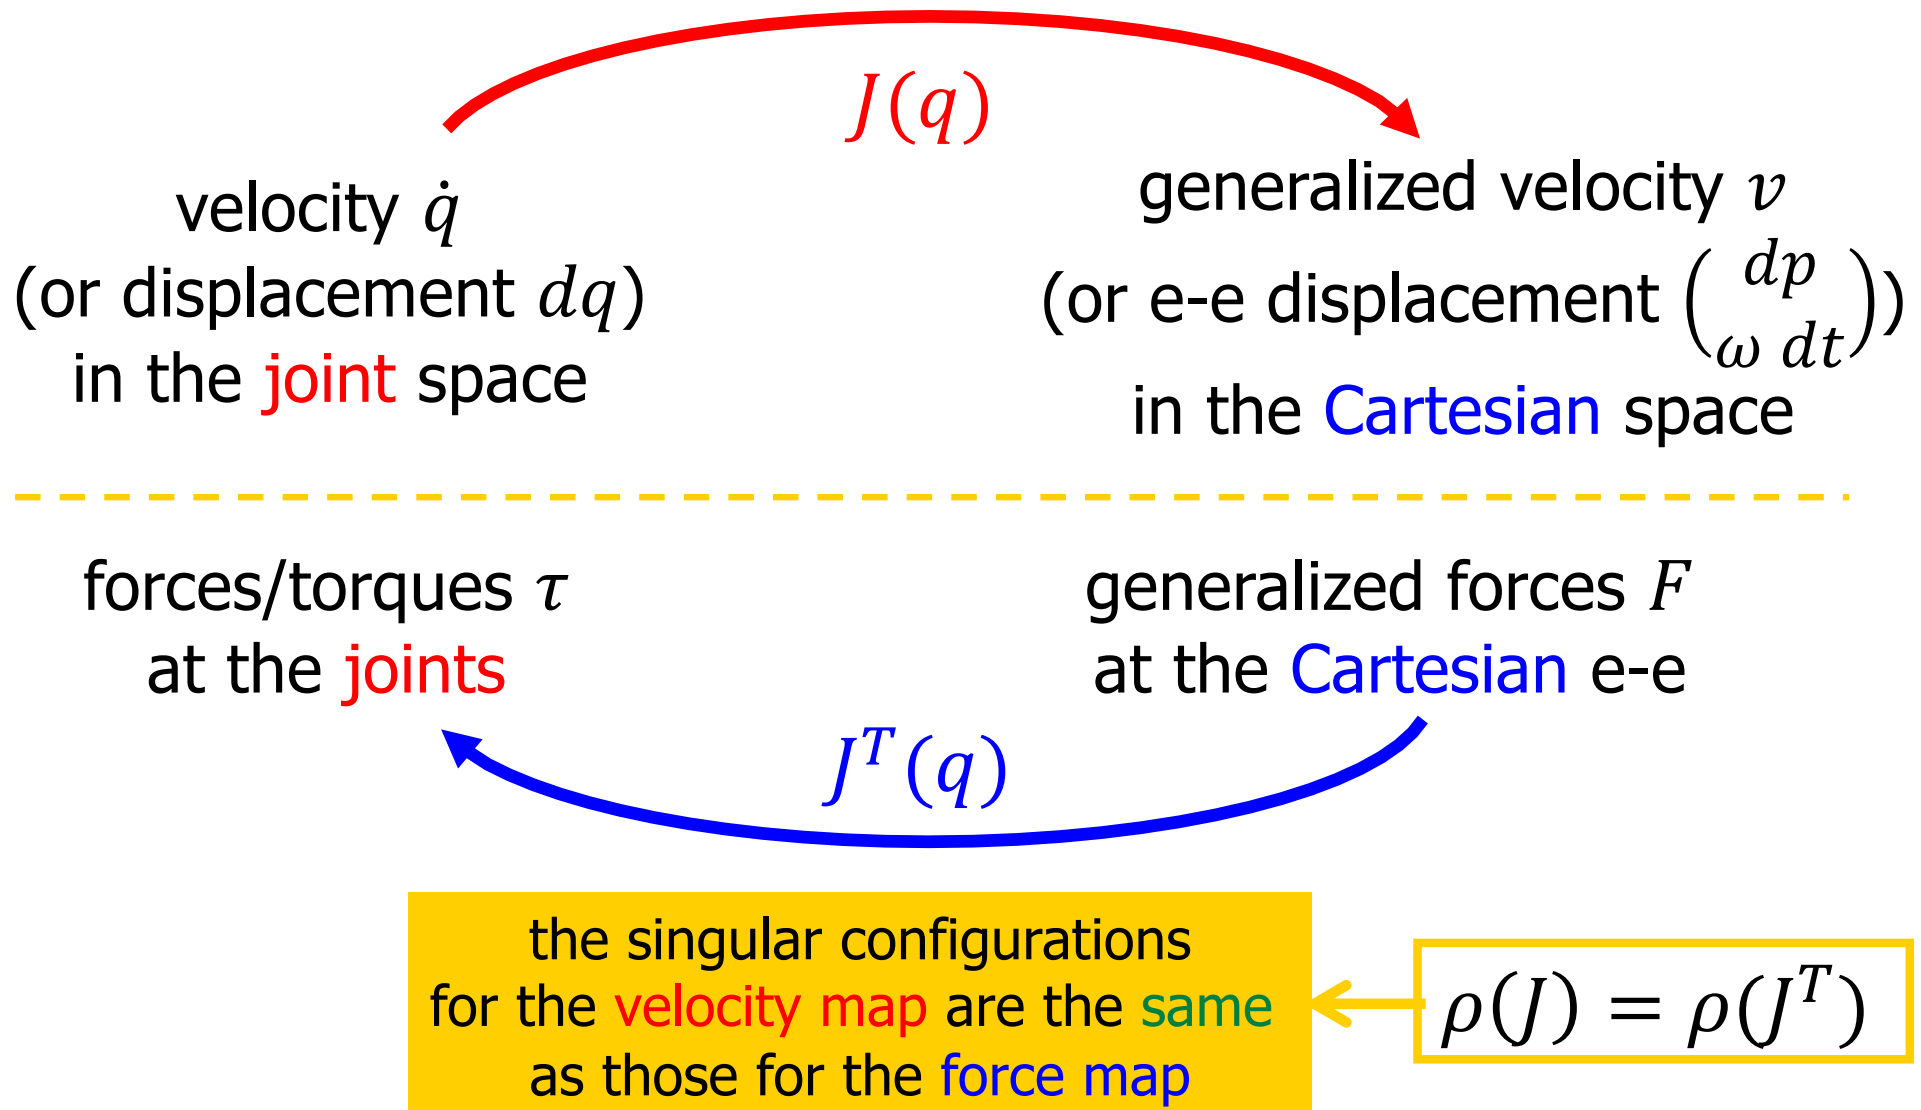 J(q)
velocity q̇
(or displacement dq)
in the joint space
generalized velocity v
(or e-e displacement (dp ω dt))
in the Cartesian space
forces/torques τ
at the joints
generalized forces F
at the Cartesian e-e
Jᵀ(q)
the singular configurations
for the velocity map are the same
as those for the force map
ρ(J) = ρ(Jᵀ)